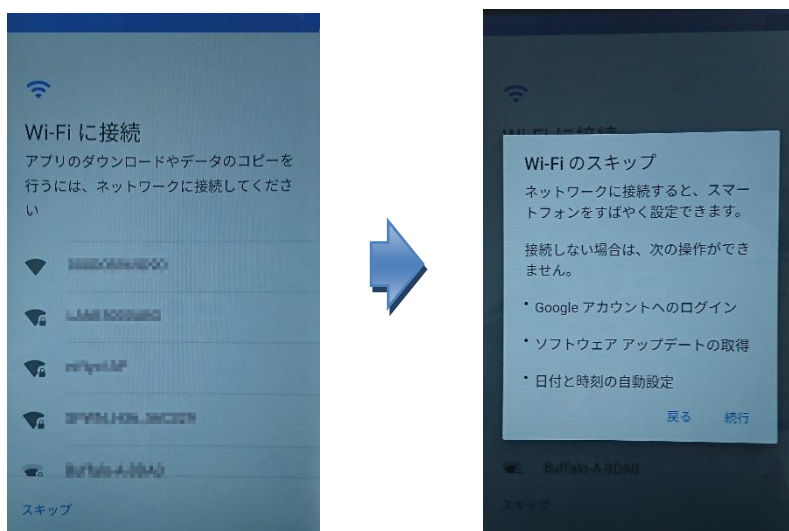 Wi-Fi に接続
アプリのダウンロードやデータのコピーを
行うには、ネットワークに接続してくださ
い
スキップ
Wi-Fi に接続
Wi-Fi のスキップ
ネットワークに接続すると、スマー
トフォンをすばやく設定できます。
接続しない場合は、次の操作ができ
ません。
• Google アカウントへのログイン
• ソフトウェア アップデートの取得
• 日付と時刻の自動設定
戻る 続行
Buffalo-A-8DA0
スキップ